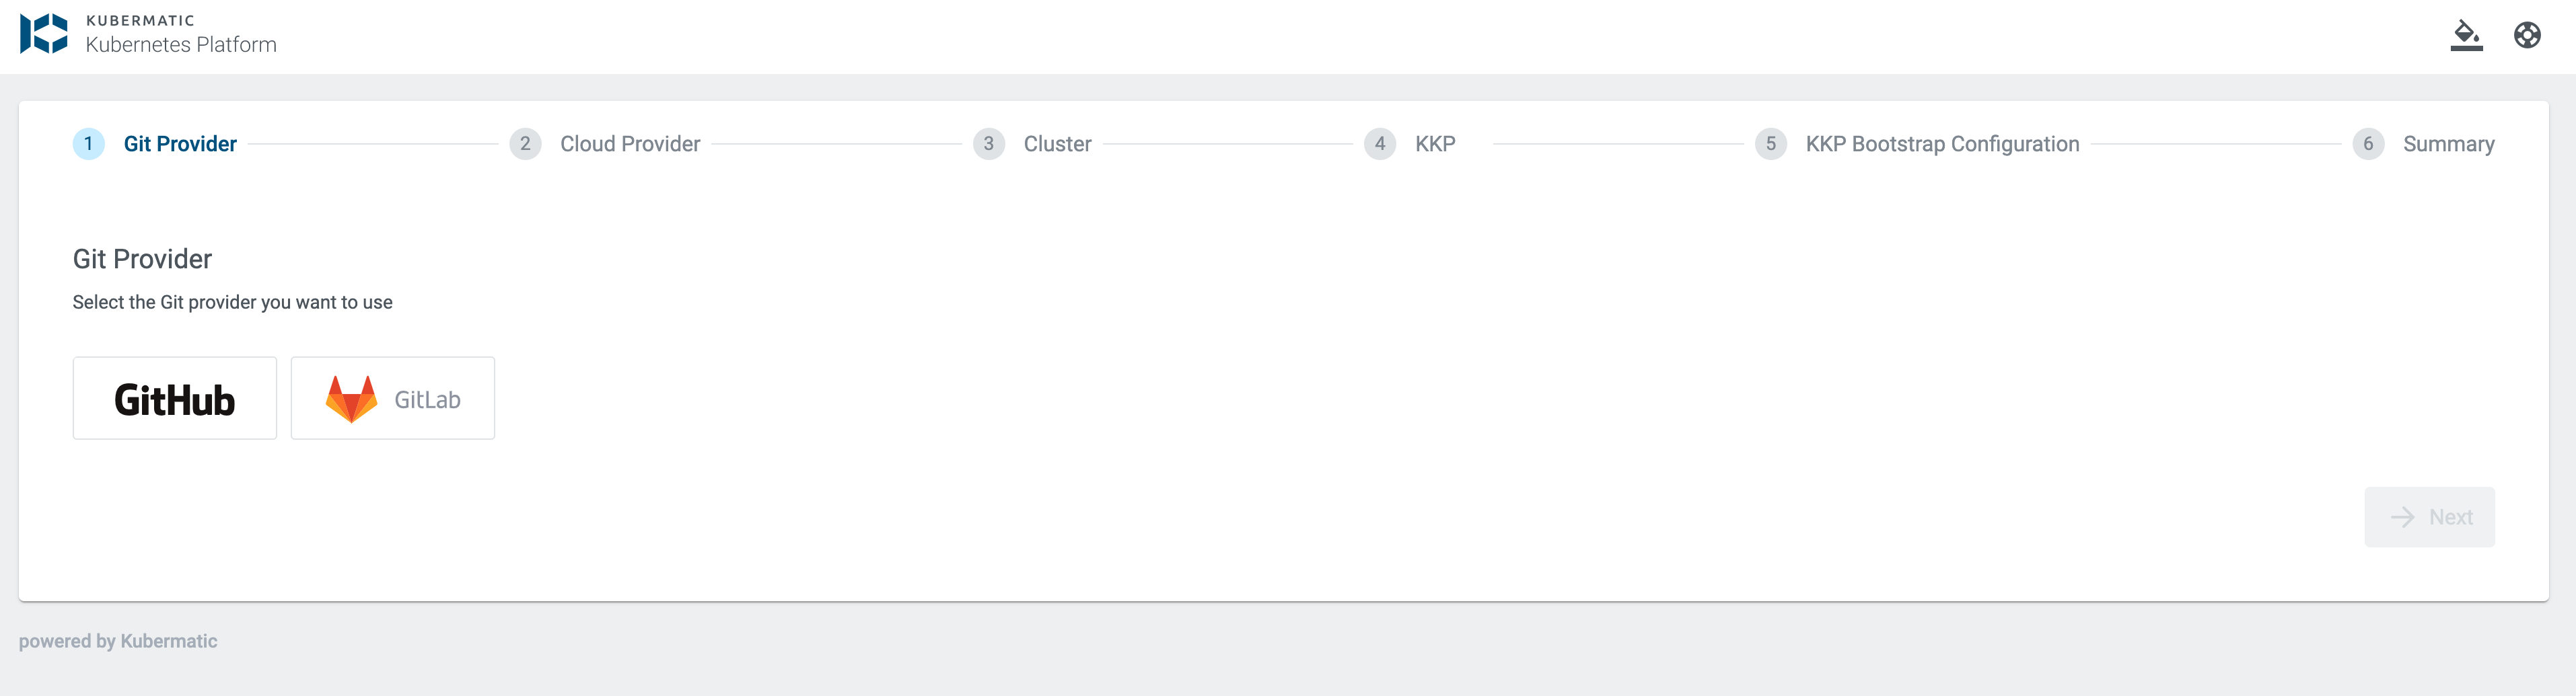 KUBERMATIC
Kubernetes Platform
1 Git Provider 2 Cloud Provider 3 Cluster 4 KKP 5 KKP Bootstrap Configuration 6 Summary
Git Provider
Select the Git provider you want to use
GitHub GitLab
Next
powered by Kubermatic